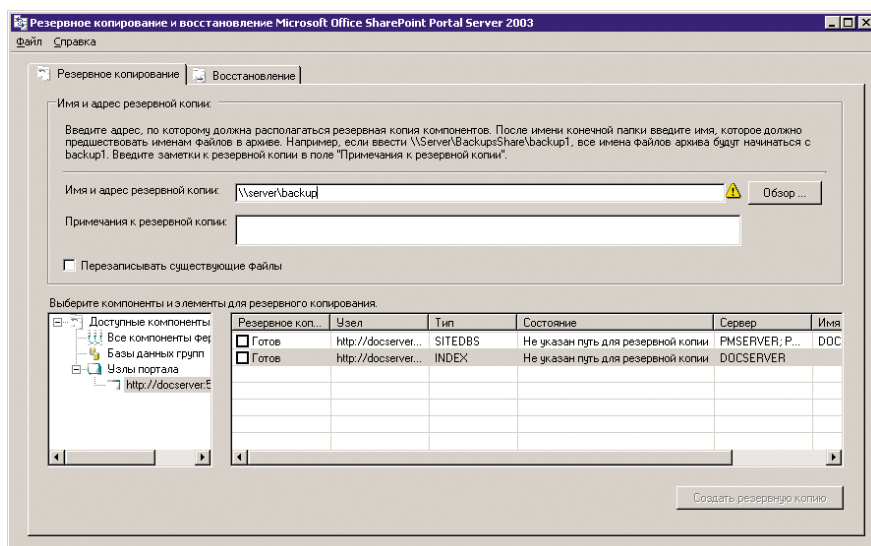 Резервное копирование и восстановление Microsoft Office SharePoint Portal Server 2003
Файл Справка
Резервное копирование Восстановление
Имя и адрес резервной копии:
Введите адрес, по которому должна располагаться резервная копия компонентов. После имени конечной папки введите имя, которое должно
предшествовать именам файлов в архиве. Например, если ввести \\Server\BackupsShare\backup1, все имена файлов архива будут начинаться с
backup1. Введите заметки к резервной копии в поле "Примечания к резервной копии".
Имя и адрес резервной копии: \\server\backup Обзор ...
Примечания к резервной копии:
Перезаписывать существующие файлы
Выберите компоненты и элементы для резервного копирования.
Доступные компоненты
Все компоненты фер
Базы данных групп
Узлы портала
http://docserver:5
Резервное коп... Узел Тип Состояние Сервер Имя
Готов http://docserver... SITEDBS Не указан путь для резервной копии PMSERVER; P... DOC
Готов http://docserver... INDEX Не указан путь для резервной копии DOCSERVER
Создать резервную копию